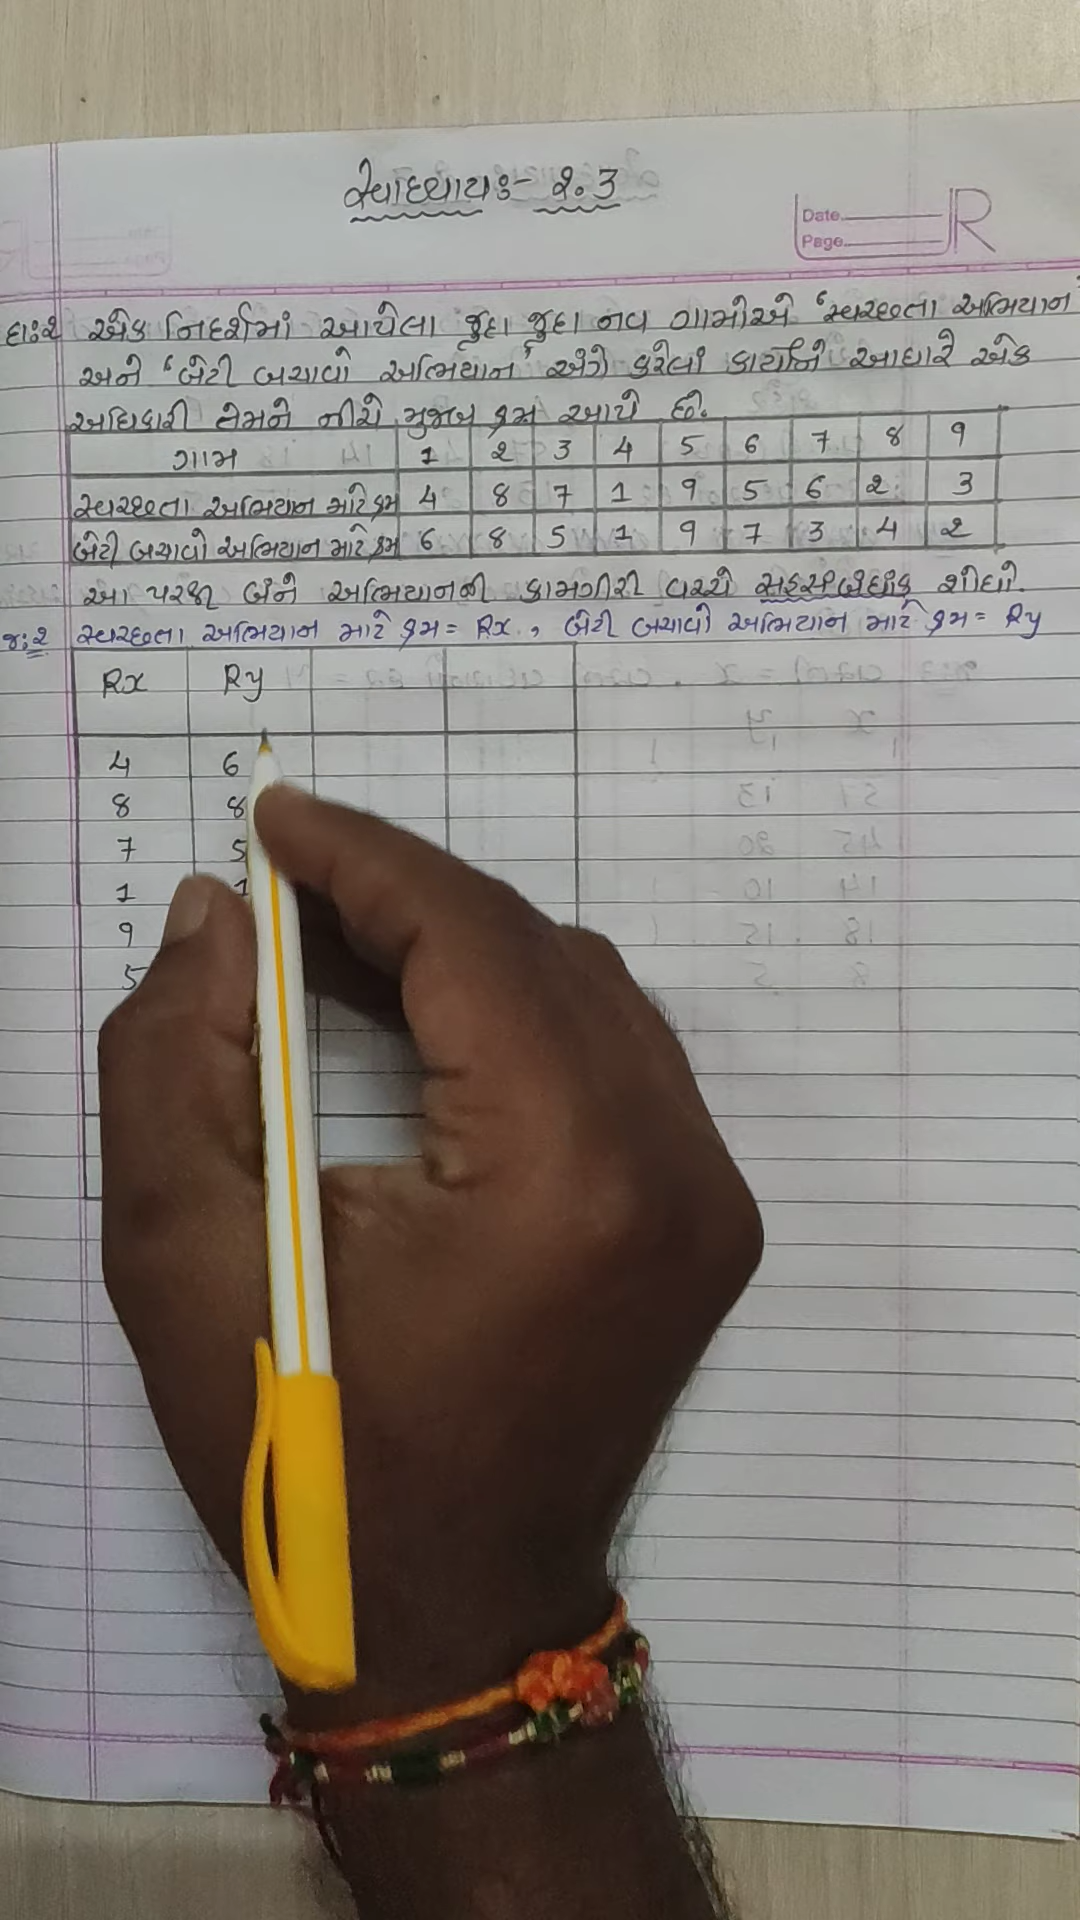 સ્વાધ્યાયઃ- ૨.3
Date.
Page.
R
દાઃ૨ એક નિદર્શમાં આવેલા જુદા જુદા નવ ગામોએ 'સ્વચ્છતા અભિયાન'
અને 'બેટી બચાવો અભિયાન' અંગે કરેલાં કાર્યોને આધારે એક
અધિકારી તેમને નીચે મુજબ ક્રમ આપે છે.
ગામ 1 2 3 4 5 6 7 8 9
સ્વચ્છતા અભિયાન માટે ક્રમ 4 8 7 1 9 5 6 2 3
બેટી બચાવો અભિયાન માટે ક્રમ 6 8 5 1 9 7 3 4 2
આ પરથી બંને અભિયાનની કામગીરી વચ્ચે સહસંબંધાંક શોધો.
જઃ૨ સ્વચ્છતા અભિયાન માટે ક્રમ = Rx , બેટી બચાવો અભિયાન માટે ક્રમ = Ry
Rx Ry
4 6
8 8
7 5
1 1
9
5